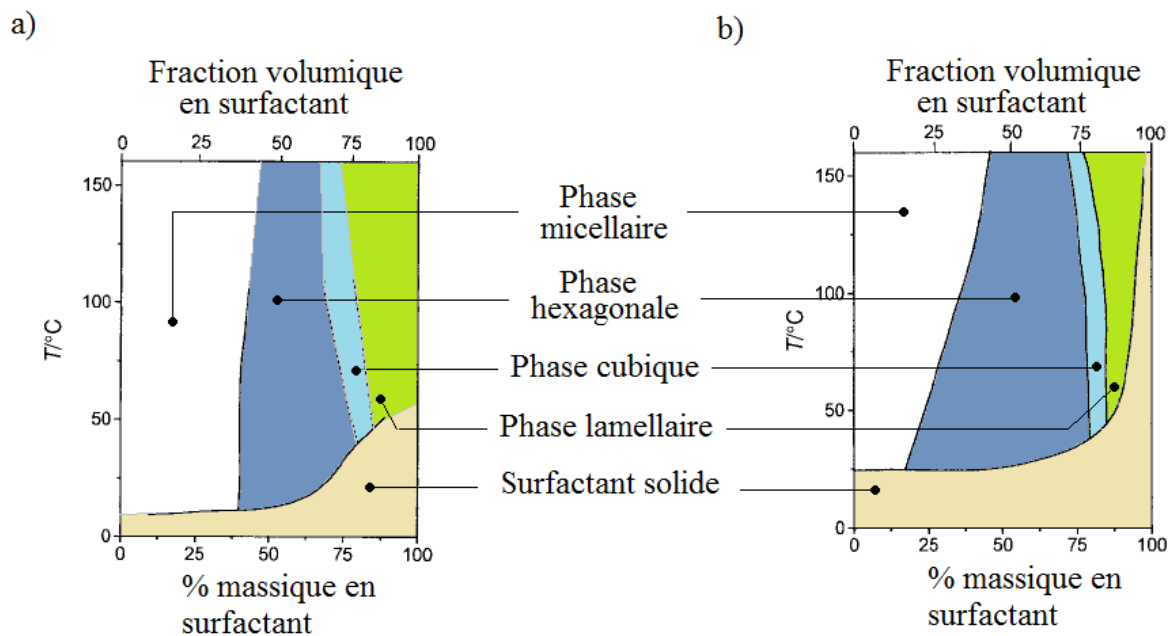 a)
Fraction volumique
en surfactant
0 25 50 75 100
150
100
50
0
T/°C
0 25 50 75 100
% massique en
surfactant
Phase
micellaire
Phase
hexagonale
Phase cubique
Phase lamellaire
Surfactant solide
b)
Fraction volumique
en surfactant
0 25 50 75 100
150
100
50
0
T/°C
0 25 50 75 100
% massique en
surfactant